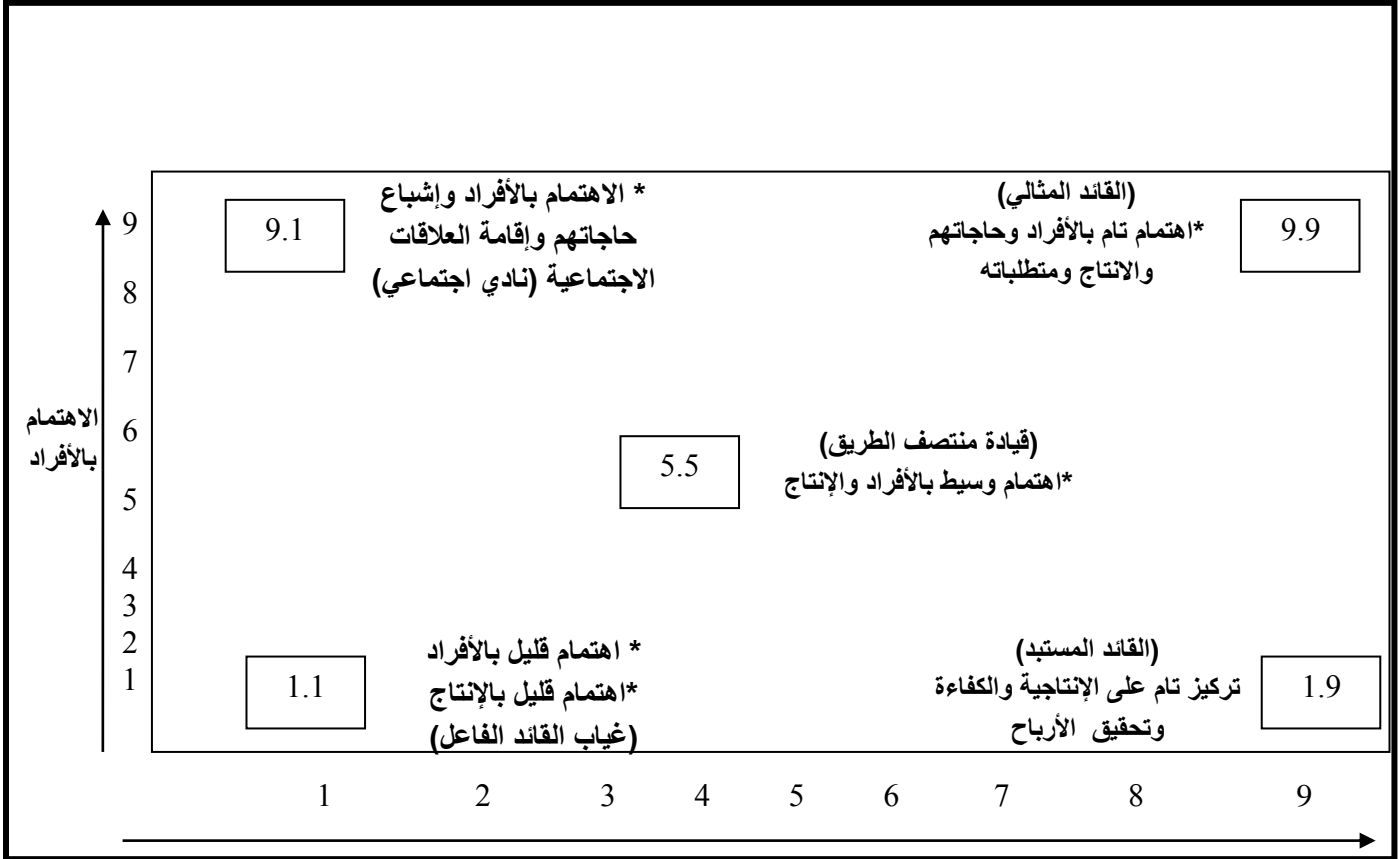 * الاهتمام بالأفراد وإشباع
حاجاتهم وإقامة العلاقات
الاجتماعية (نادي اجتماعي)
9.1
(القائد المثالي)
*اهتمام تام بالأفراد وحاجاتهم
والانتاج ومتطلباته
9.9
9
8
7
6
5
4
3
2
1
الاهتمام
بالأفراد
5.5
(قيادة منتصف الطريق)
*اهتمام وسيط بالأفراد والإنتاج
1.1
* اهتمام قليل بالأفراد
*اهتمام قليل بالإنتاج
(غياب القائد الفاعل)
(القائد المستبد)
تركيز تام على الإنتاجية والكفاءة
وتحقيق الأرباح
1.9
1 2 3 4 5 6 7 8 9